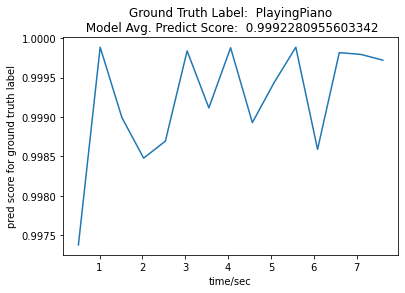 Ground Truth Label:  PlayingPiano
Model Avg. Predict Score:  0.9992280955603342
1.0000
0.9995
0.9990
0.9985
0.9980
0.9975
pred score for ground truth label
1 2 3 4 5 6 7
time/sec